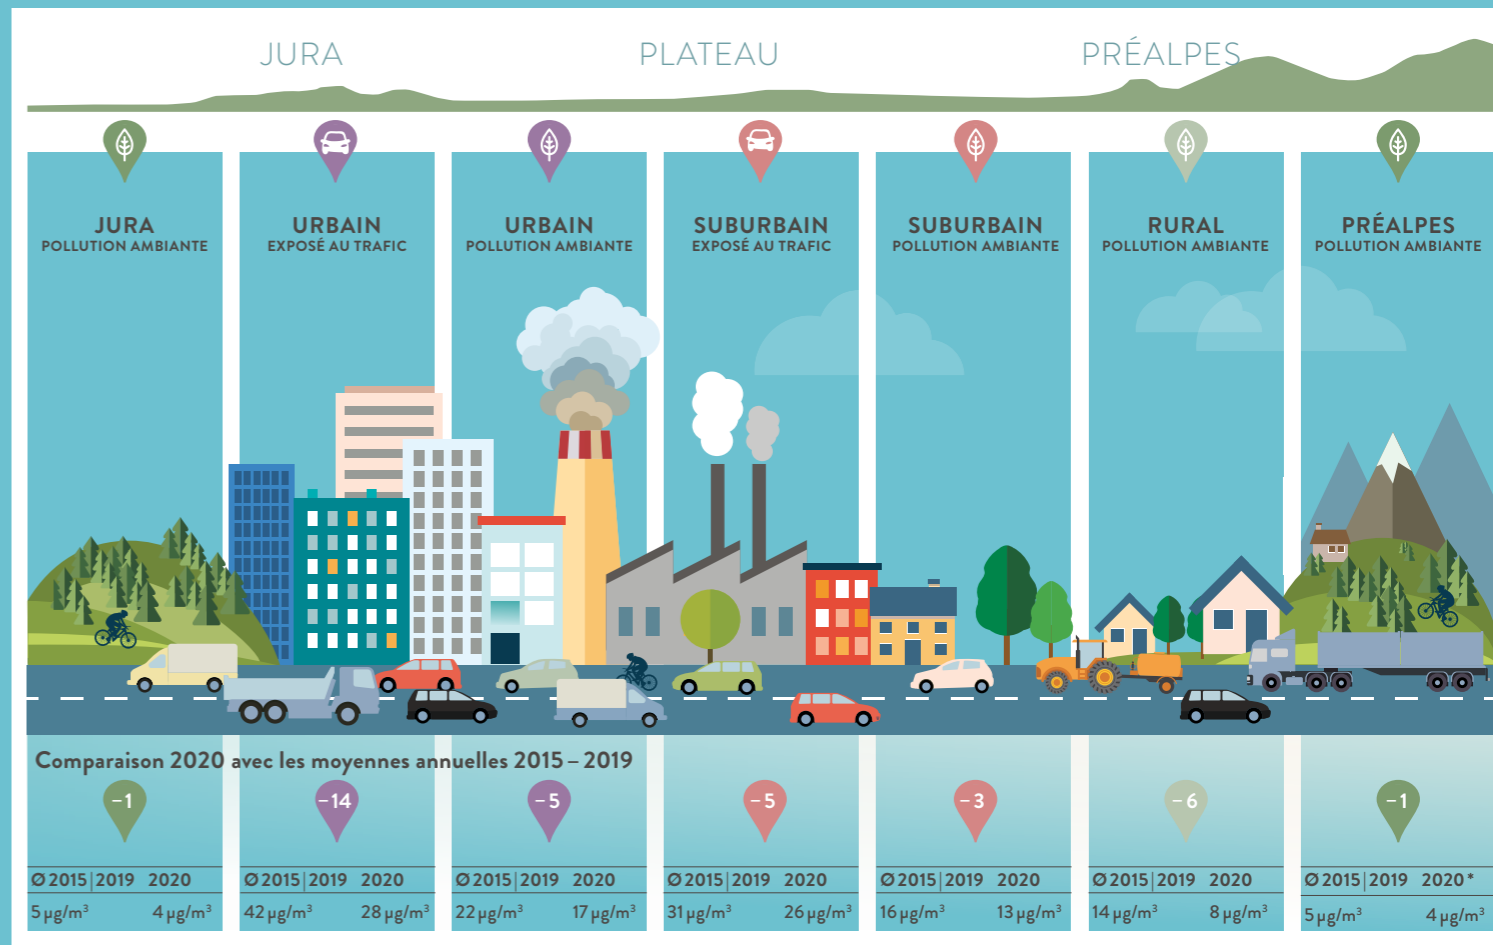 JURA PLATEAU PRÉALPES
JURA
POLLUTION AMBIANTE
URBAIN
EXPOSÉ AU TRAFIC
URBAIN
POLLUTION AMBIANTE
SUBURBAIN
EXPOSÉ AU TRAFIC
SUBURBAIN
POLLUTION AMBIANTE
RURAL
POLLUTION AMBIANTE
PRÉALPES
POLLUTION AMBIANTE
Comparaison 2020 avec les moyennes annuelles 2015 – 2019
–1
Ø 2015|2019 2020
5 µg/m³ 4 µg/m³
–14
Ø 2015|2019 2020
42 µg/m³ 28 µg/m³
–5
Ø 2015|2019 2020
22 µg/m³ 17 µg/m³
–5
Ø 2015|2019 2020
31 µg/m³ 26 µg/m³
–3
Ø 2015|2019 2020
16 µg/m³ 13 µg/m³
–6
Ø 2015|2019 2020
14 µg/m³ 8 µg/m³
–1
Ø 2015|2019 2020 *
5 µg/m³ 4 µg/m³